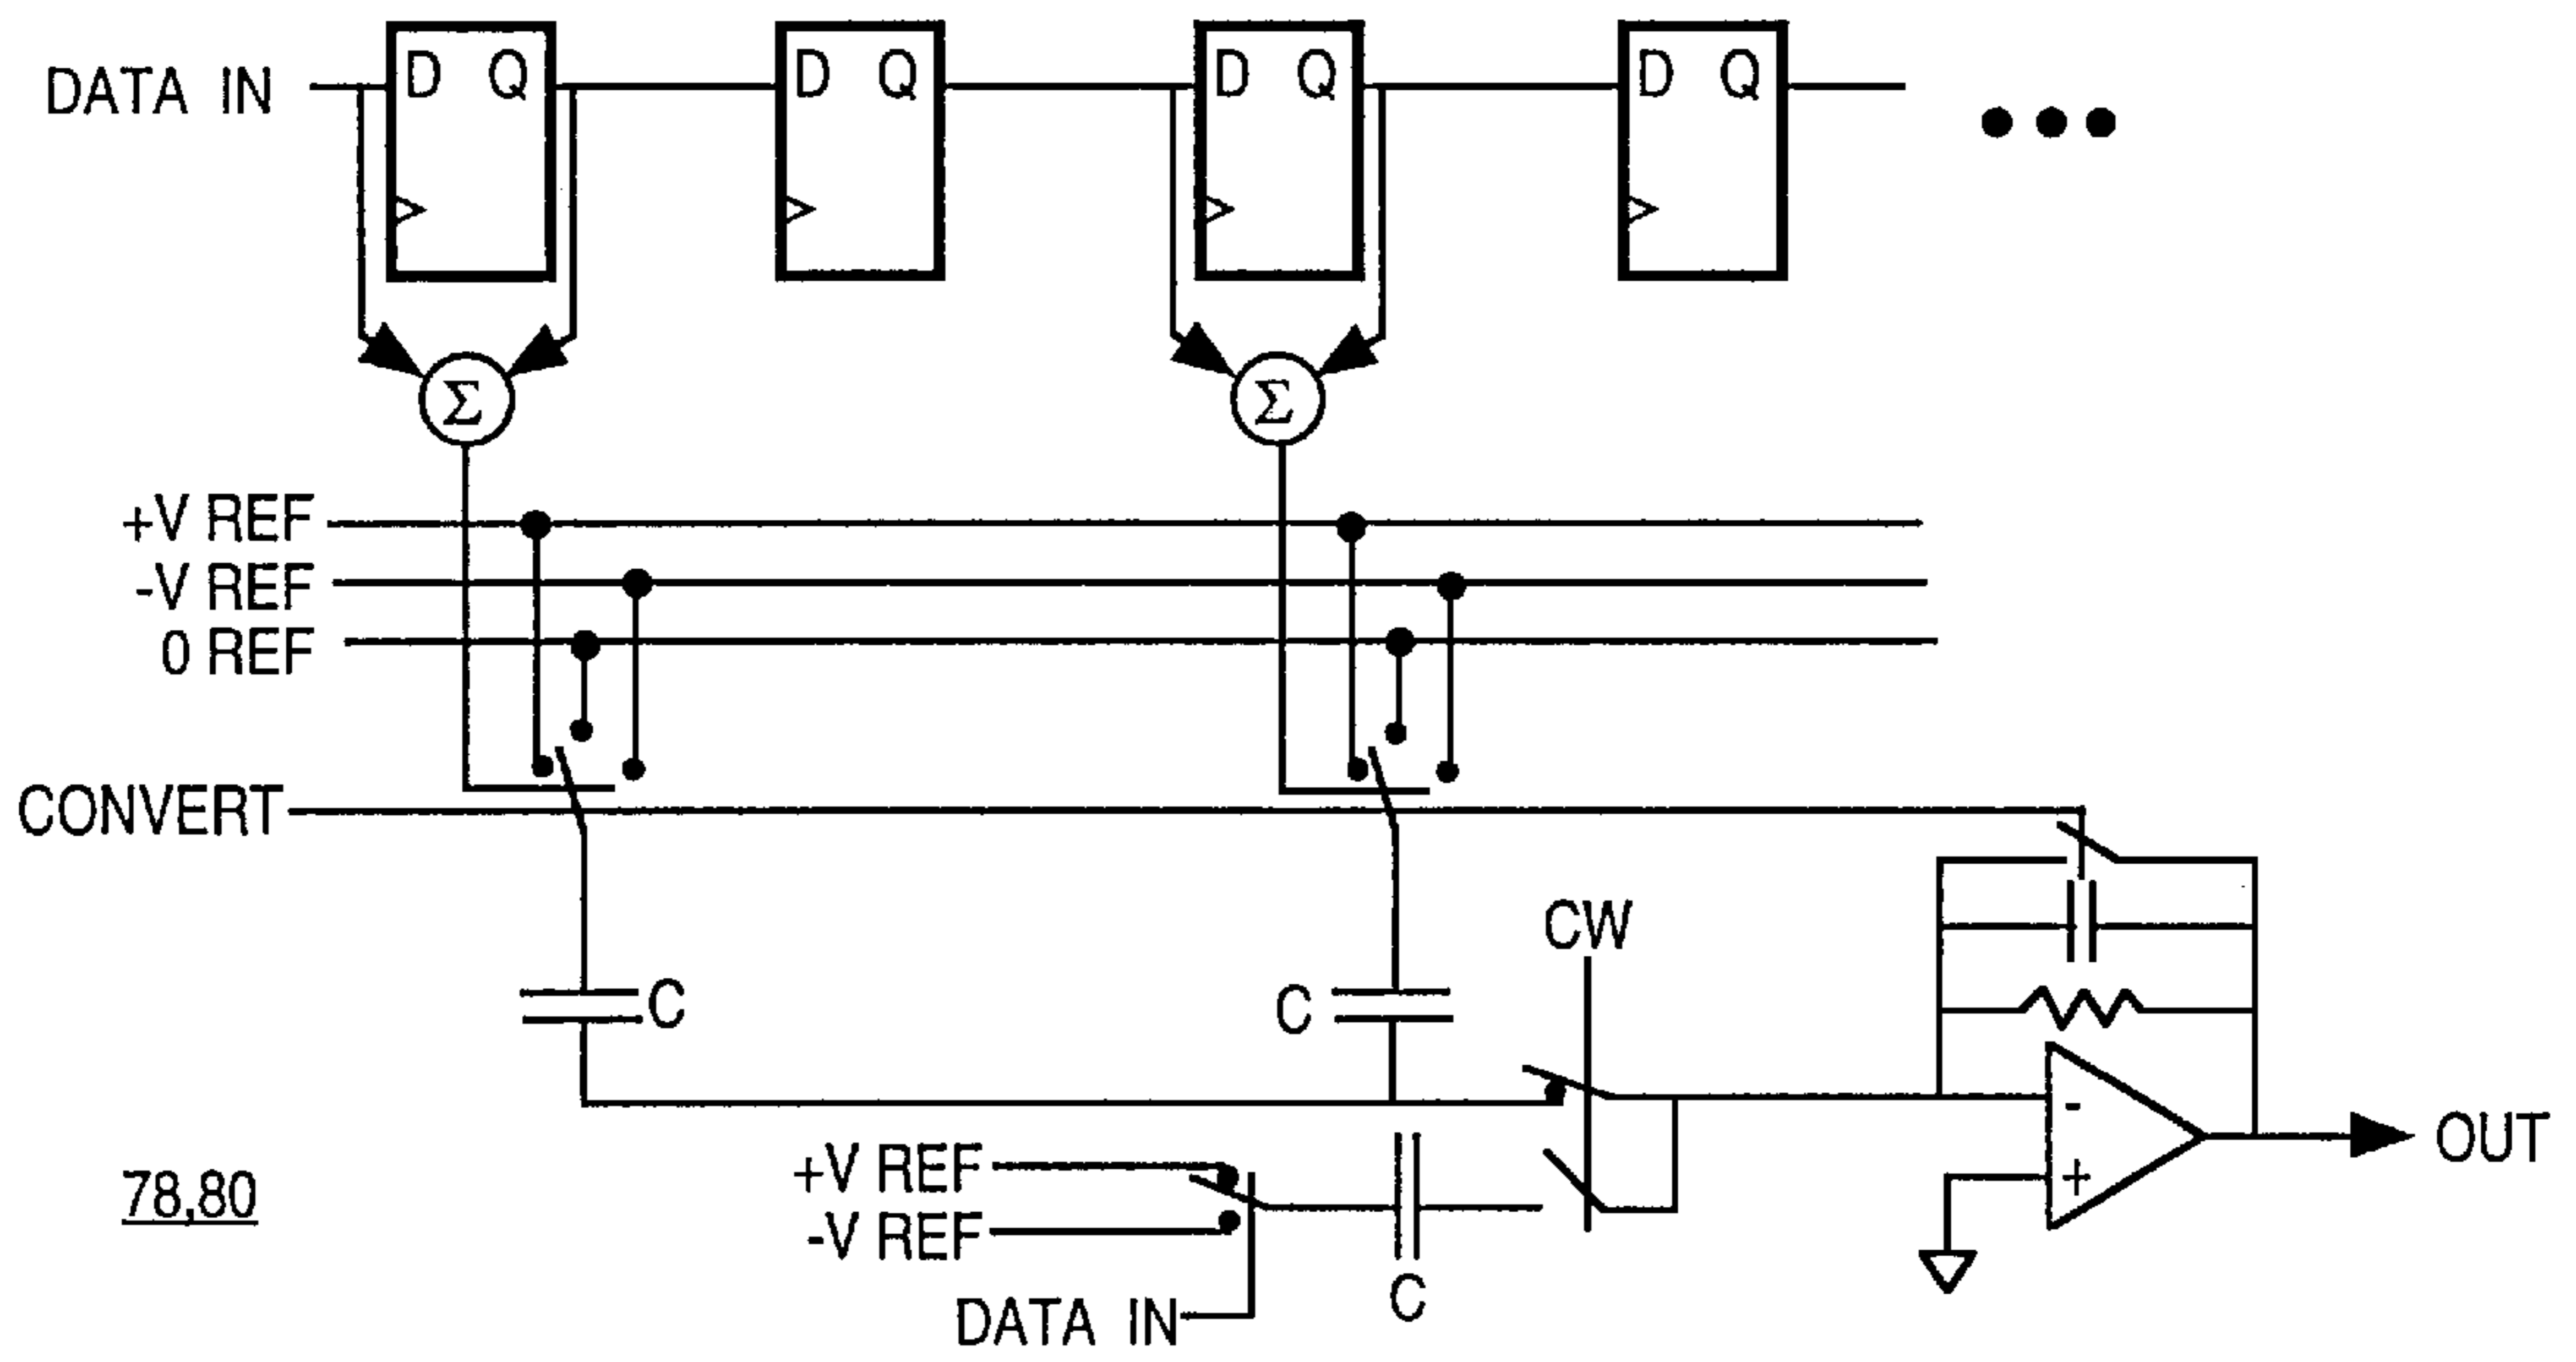 D Q D Q D Q D Q
DATA IN
Σ Σ
+V REF
-V REF
0 REF
CONVERT
CW
C C
- 
+V REF
OUT
+
78,80
-V REF
C
DATA IN